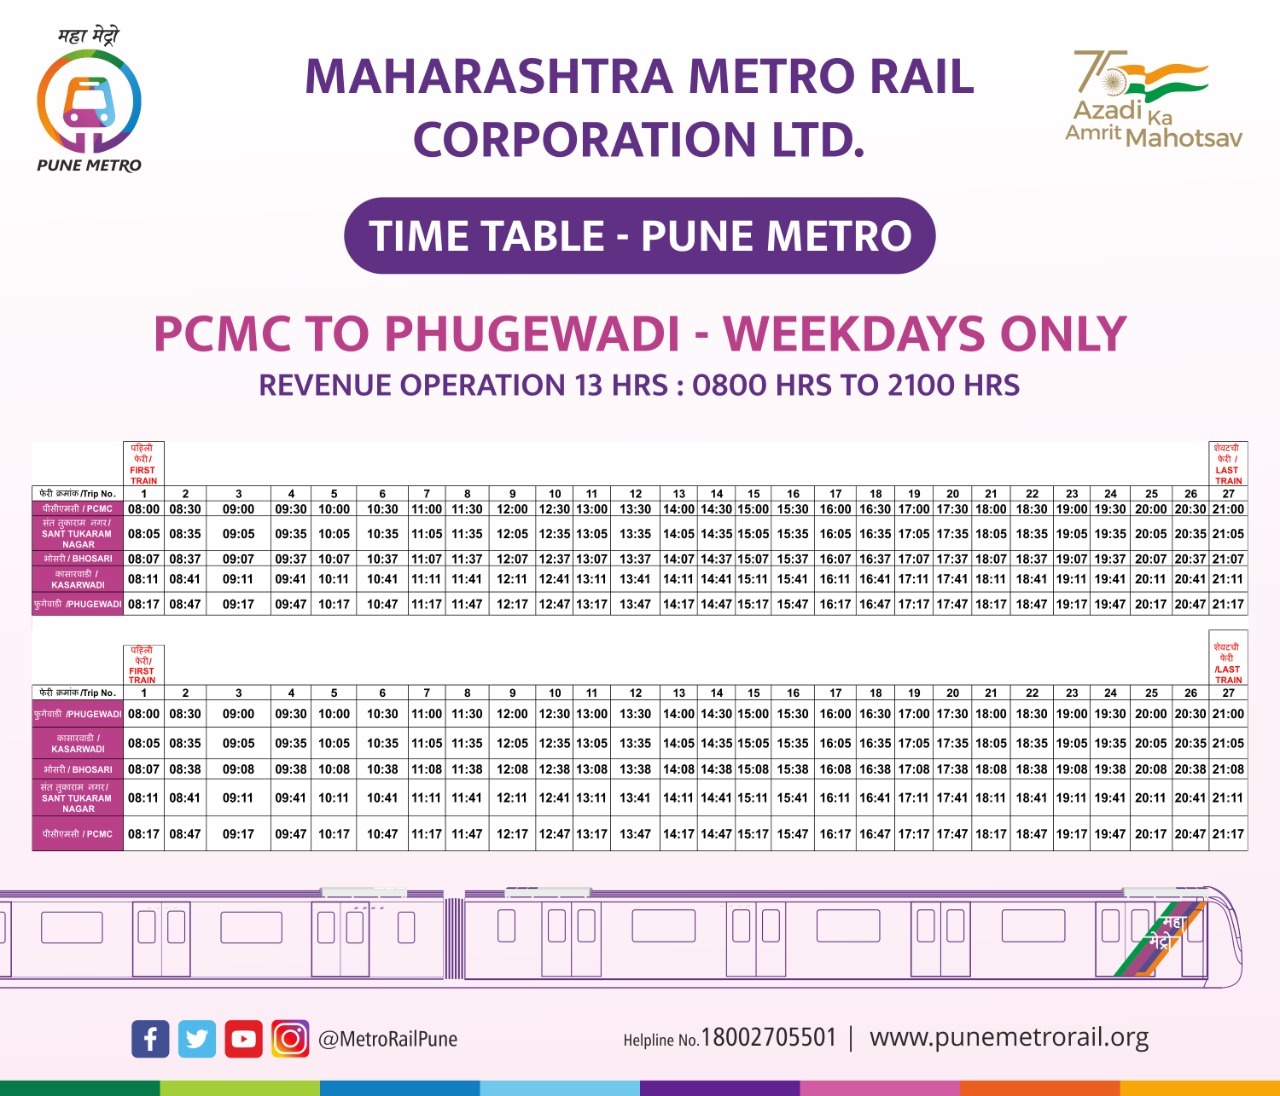 महा मेट्रो
PUNE METRO
MAHARASHTRA METRO RAIL
CORPORATION LTD.
75
Azadi Ka
Amrit Mahotsav
TIME TABLE - PUNE METRO
PCMC TO PHUGEWADI - WEEKDAYS ONLY
REVENUE OPERATION 13 HRS : 0800 HRS TO 2100 HRS
पहिली
फेरी/
FIRST
TRAIN
शेवटची
फेरी /
LAST
TRAIN
फेरी क्रमांक/Trip No. 1 2 3 4 5 6 7 8 9 10 11 12 13 14 15 16 17 18 19 20 21 22 23 24 25 26 27
पीसीएमसी / PCMC 08:00 08:30 09:00 09:30 10:00 10:30 11:00 11:30 12:00 12:30 13:00 13:30 14:00 14:30 15:00 15:30 16:00 16:30 17:00 17:30 18:00 18:30 19:00 19:30 20:00 20:30 21:00
संत तुकाराम नगर/
SANT TUKARAM
NAGAR
08:05 08:35 09:05 09:35 10:05 10:35 11:05 11:35 12:05 12:35 13:05 13:35 14:05 14:35 15:05 15:35 16:05 16:35 17:05 17:35 18:05 18:35 19:05 19:35 20:05 20:35 21:05
भोसरी / BHOSARI 08:07 08:37 09:07 09:37 10:07 10:37 11:07 11:37 12:07 12:37 13:07 13:37 14:07 14:37 15:07 15:37 16:07 16:37 17:07 17:37 18:07 18:37 19:07 19:37 20:07 20:37 21:07
कासारवाडी /
KASARWADI
08:11 08:41 09:11 09:41 10:11 10:41 11:11 11:41 12:11 12:41 13:11 13:41 14:11 14:41 15:11 15:41 16:11 16:41 17:11 17:41 18:11 18:41 19:11 19:41 20:11 20:41 21:11
फुगेवाडी /PHUGEWADI 08:17 08:47 09:17 09:47 10:17 10:47 11:17 11:47 12:17 12:47 13:17 13:47 14:17 14:47 15:17 15:47 16:17 16:47 17:17 17:47 18:17 18:47 19:17 19:47 20:17 20:47 21:17
पहिली
फेरी/
FIRST
TRAIN
शेवटची
फेरी
/LAST
TRAIN
फेरी क्रमांक/Trip No. 1 2 3 4 5 6 7 8 9 10 11 12 13 14 15 16 17 18 19 20 21 22 23 24 25 26 27
फुगेवाडी /PHUGEWADI 08:00 08:30 09:00 09:30 10:00 10:30 11:00 11:30 12:00 12:30 13:00 13:30 14:00 14:30 15:00 15:30 16:00 16:30 17:00 17:30 18:00 18:30 19:00 19:30 20:00 20:30 21:00
कासारवाडी /
KASARWADI
08:05 08:35 09:05 09:35 10:05 10:35 11:05 11:35 12:05 12:35 13:05 13:35 14:05 14:35 15:05 15:35 16:05 16:35 17:05 17:35 18:05 18:35 19:05 19:35 20:05 20:35 21:05
भोसरी / BHOSARI 08:07 08:38 09:08 09:38 10:08 10:38 11:08 11:38 12:08 12:38 13:08 13:38 14:08 14:38 15:08 15:38 16:08 16:38 17:08 17:38 18:08 18:38 19:08 19:38 20:08 20:38 21:08
संत तुकाराम नगर/
SANT TUKARAM
NAGAR
08:11 08:41 09:11 09:41 10:11 10:41 11:11 11:41 12:11 12:41 13:11 13:41 14:11 14:41 15:11 15:41 16:11 16:41 17:11 17:41 18:11 18:41 19:11 19:41 20:11 20:41 21:11
पीसीएमसी / PCMC 08:17 08:47 09:17 09:47 10:17 10:47 11:17 11:47 12:17 12:47 13:17 13:47 14:17 14:47 15:17 15:47 16:17 16:47 17:17 17:47 18:17 18:47 19:17 19:47 20:17 20:47 21:17
महा
मेट्रो
@MetroRailPune
Helpline No.18002705501 | www.punemetrorail.org